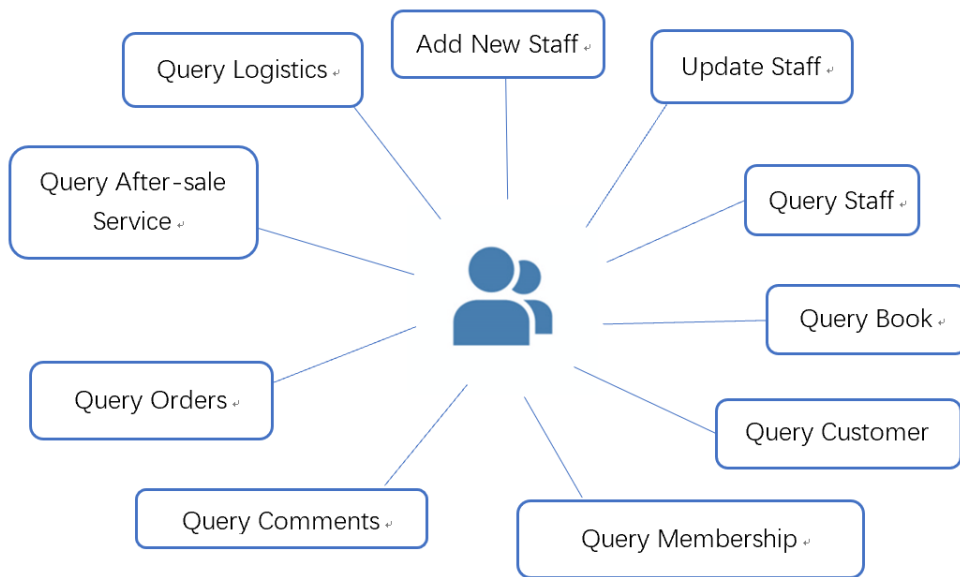 Add New Staff
Query Logistics
Update Staff
Query After-sale
Service
Query Staff
Query Book
Query Orders
Query Customer
Query Comments
Query Membership